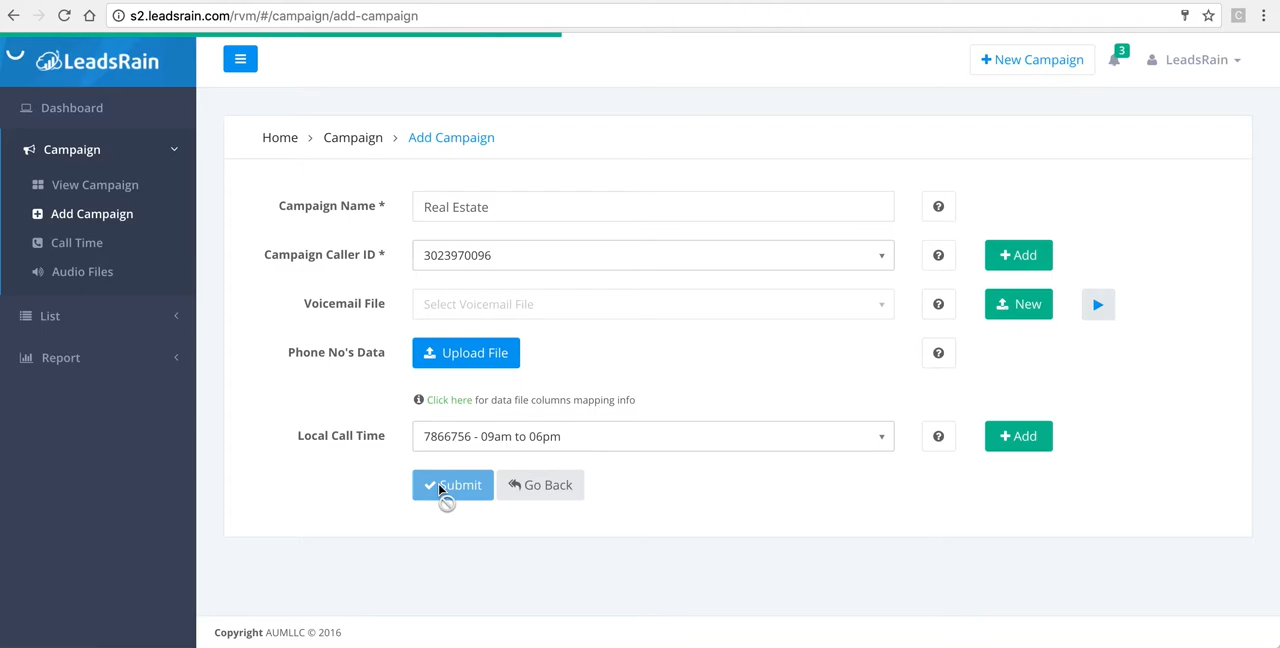 s2.leadsrain.com/rvm/#/campaign/add-campaign
C
LeadsRain
New Campaign
3
LeadsRain
Dashboard
Campaign
View Campaign
Add Campaign
Call Time
Audio Files
List
Report
Home > Campaign > Add Campaign
Campaign Name * Real Estate
Campaign Caller ID * 3023970096 Add
Voicemail File Select Voicemail File New
Phone No's Data Upload File
Click here for data file columns mapping info
Local Call Time 7866756 - 09am to 06pm Add
Submit Go Back
Copyright AUMLLC © 2016